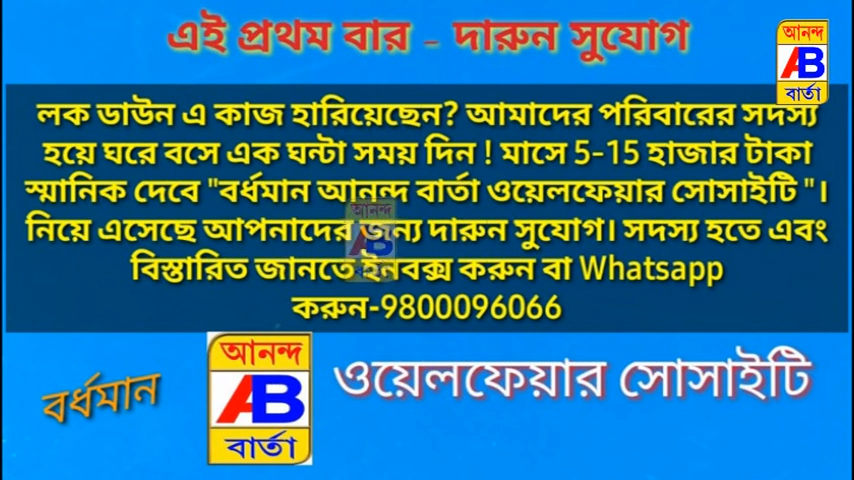 এই প্রথম বার - দারুন সুযোগ
আনন্দ
AB
বার্তা
লক ডাউন এ কাজ হারিয়েছেন? আমাদের পরিবারের সদস্য
হয়ে ঘরে বসে এক ঘন্টা সময় দিন ! মাসে 5-15 হাজার টাকা
স্মানিক দেবে "বর্ধমান আনন্দ বার্তা ওয়েলফেয়ার সোসাইটি "।
নিয়ে এসেছে আপনাদের জন্য দারুন সুযোগ। সদস্য হতে এবং
বিস্তারিত জানতে ইনবক্স করুন বা Whatsapp
করুন-9800096066
আনন্দ
AB
বার্তা
বর্ধমান
আনন্দ
AB
বার্তা
ওয়েলফেয়ার সোসাইটি